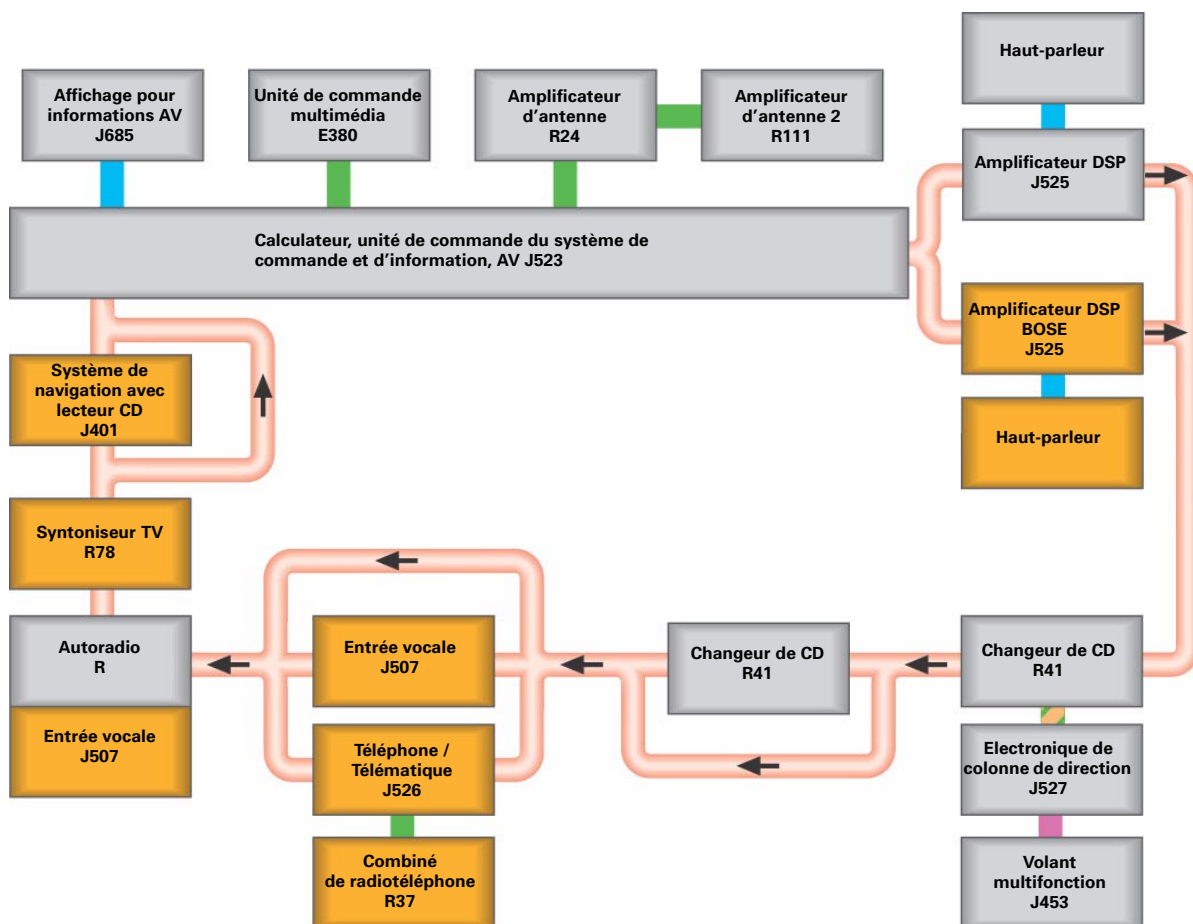 Haut-parleur
Affichage pour
informations AV
J685
Unité de commande
multimédia
E380
Amplificateur
d'antenne
R24
Amplificateur
d'antenne 2
R111
Amplificateur DSP
J525
Calculateur, unité de commande du système de
commande et d'information, AV J523
Amplificateur DSP
BOSE
J525
Haut-parleur
Système de
navigation avec
lecteur CD
J401
Syntoniseur TV
R78
Autoradio
R
Entrée vocale
J507
Entrée vocale
J507
Téléphone /
Télématique
J526
Combiné
de radiotéléphone
R37
Changeur de CD
R41
Changeur de CD
R41
Electronique de
colonne de direction
J527
Volant
multifonction
J453